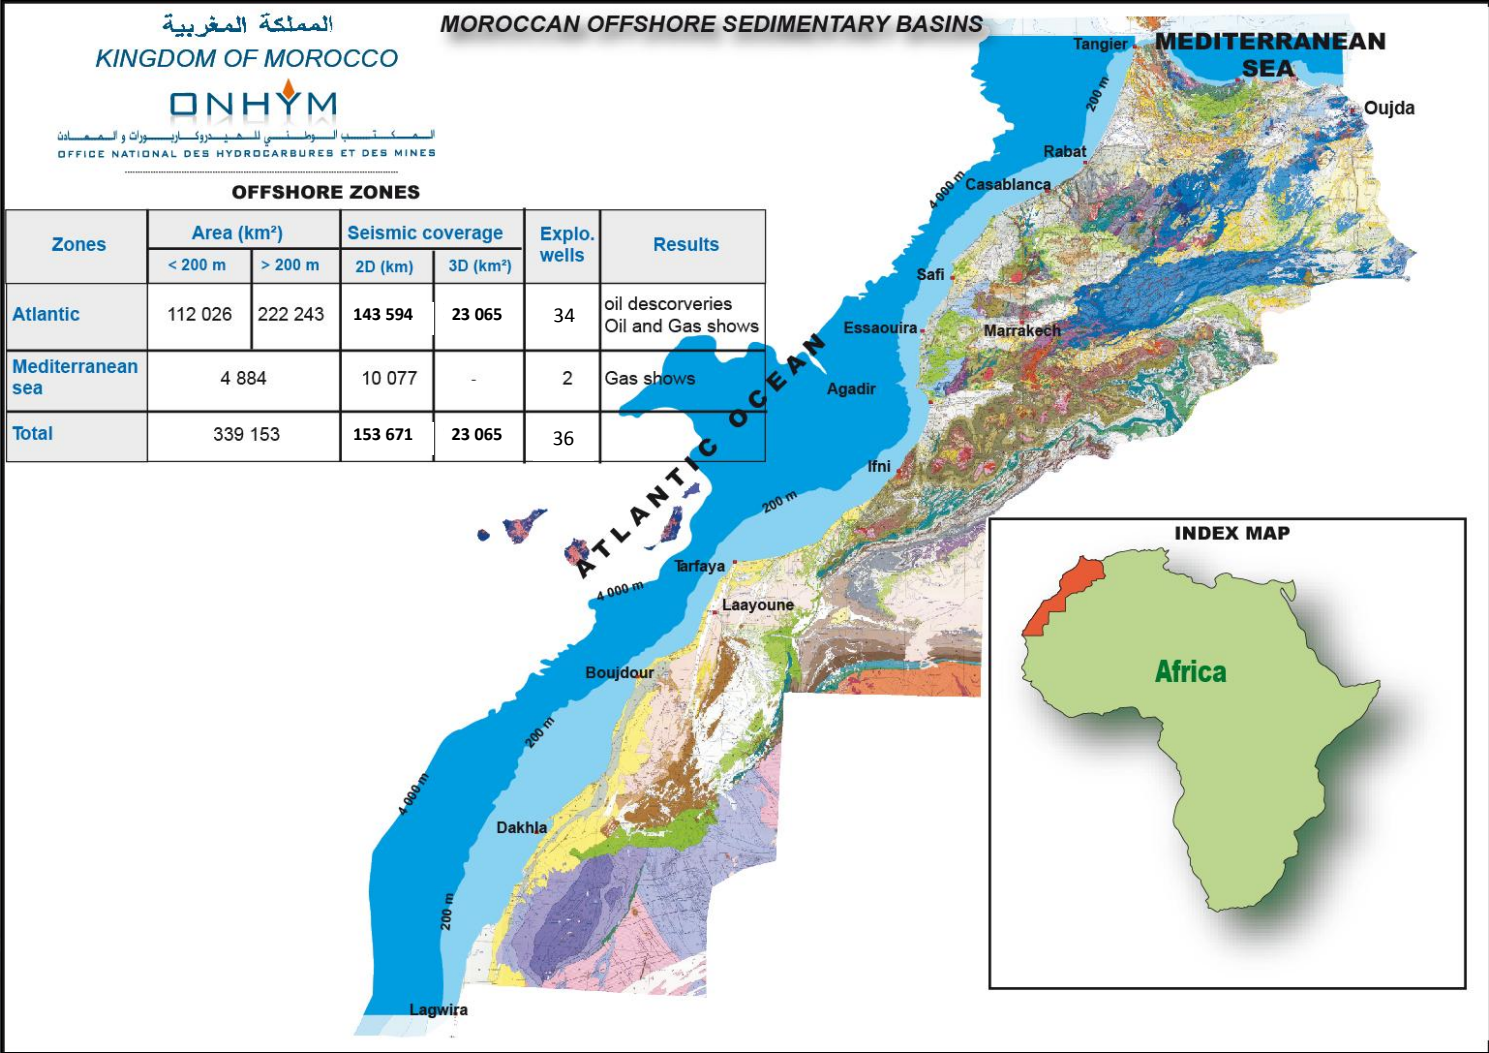 المملكة المغربية
KINGDOM OF MOROCCO
ONHYM
المكتب الوطني للهيدروكاربورات و المعادن
OFFICE NATIONAL DES HYDROCARBURES ET DES MINES
MOROCCAN OFFSHORE SEDIMENTARY BASINS
OFFSHORE ZONES
Zones Area (km²) Seismic coverage Explo. wells Results
< 200 m > 200 m 2D (km) 3D (km²)
Atlantic 112 026 222 243 143 594 23 065 34 oil descorveries
Oil and Gas shows
Mediterranean sea 4 884 10 077 - 2 Gas shows
Total 339 153 153 671 23 065 36
MEDITERRANEAN
SEA
Tangier
200 m
Oujda
Rabat
Casablanca
4 000 m
Safi
Essaouira
Marrakech
Agadir
ATLANTIC OCEAN
Ifni
200 m
Tarfaya
4 000 m
Laayoune
Boujdour
200 m
4 000 m
Dakhla
200 m
Lagwira
INDEX MAP
Africa